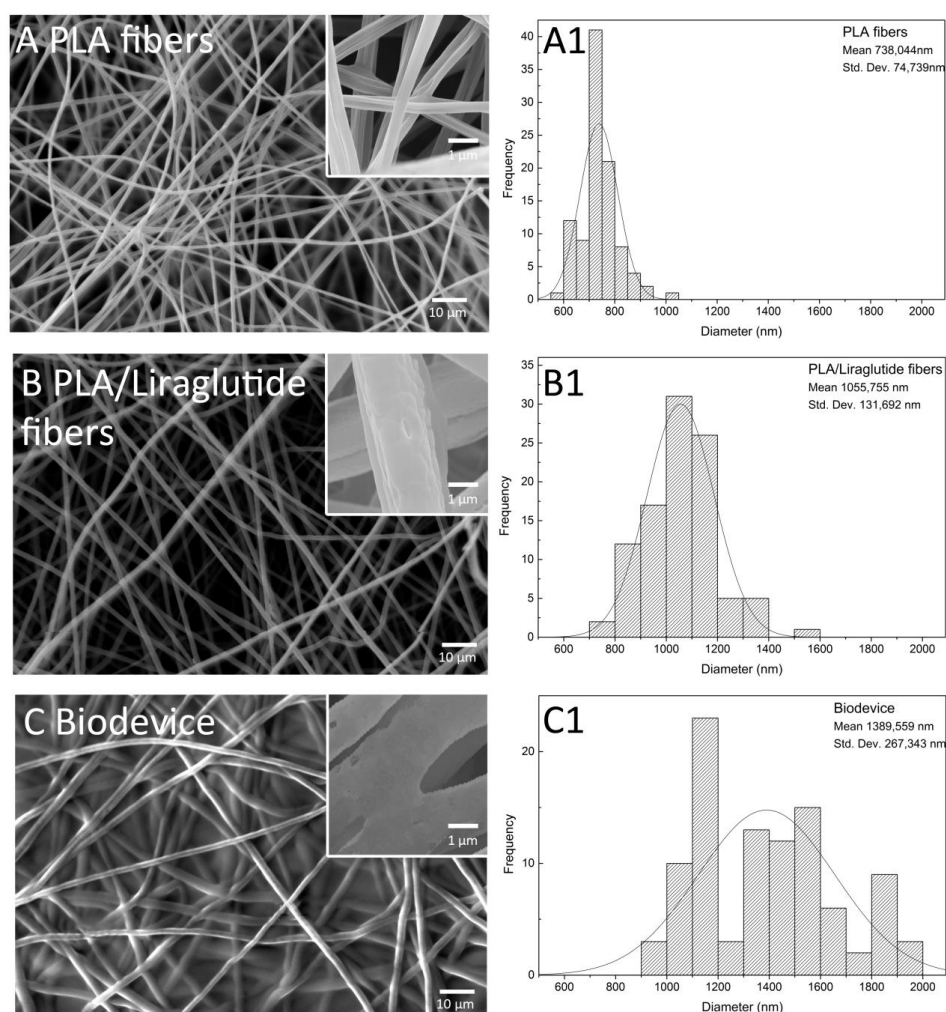 A PLA fibers
1 µm
10 µm
A1
PLA fibers
Mean 738,044nm
Std. Dev. 74,739nm
Frequency
40
35
30
25
20
15
10
5
0
600 800 1000 1200 1400 1600 1800 2000
Diameter (nm)
B PLA/Liraglutide
fibers
1 µm
10 µm
B1
PLA/Liraglutide fibers
Mean 1055,755 nm
Std. Dev. 131,692 nm
Frequency
35
30
25
20
15
10
5
0
600 800 1000 1200 1400 1600 1800 2000
Diameter (nm)
C Biodevice
1 µm
10 µm
C1
Biodevice
Mean 1389,559 nm
Std. Dev. 267,343 nm
Frequency
20
10
0
600 800 1000 1200 1400 1600 1800 2000
Diameter (nm)